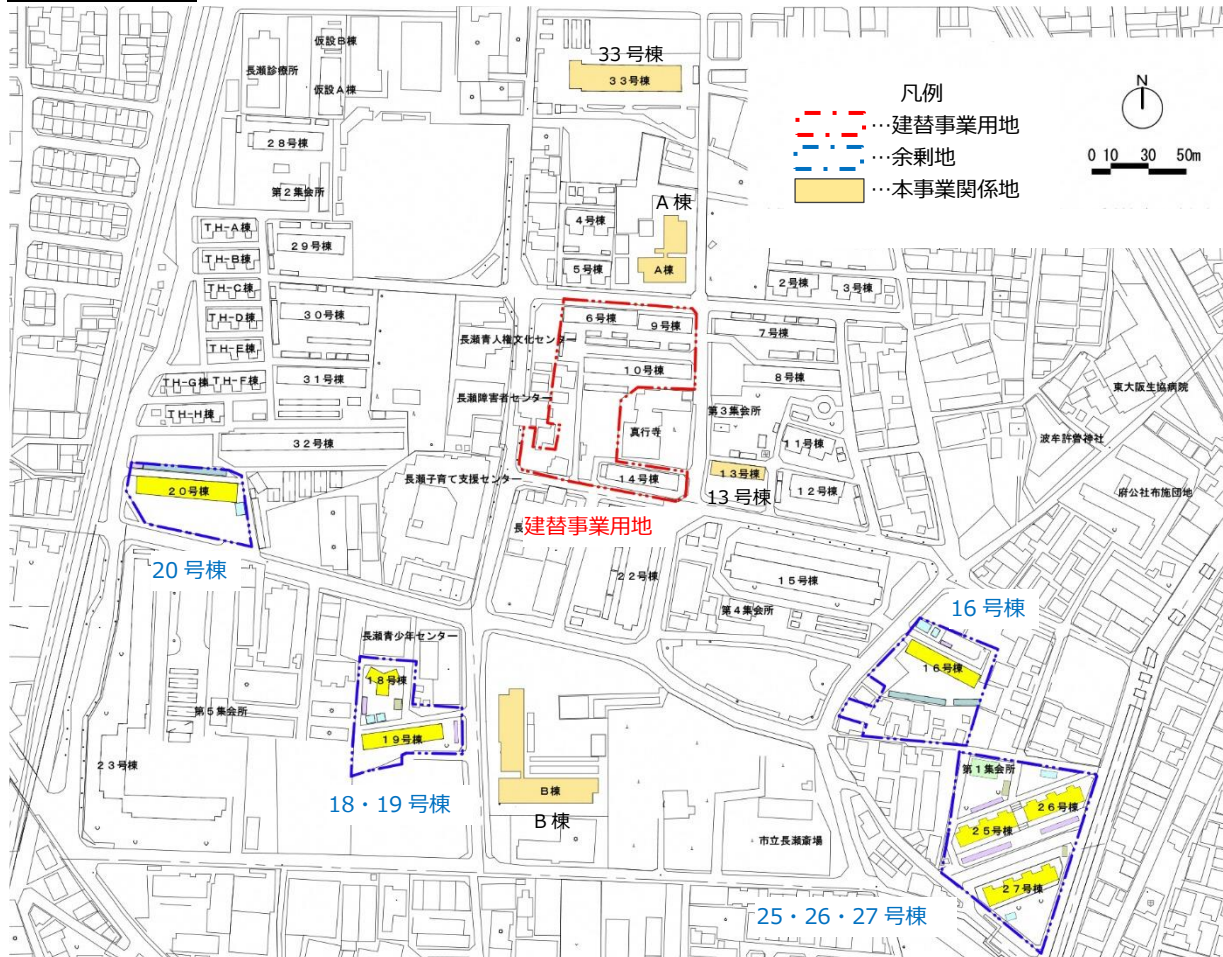 33号棟
仮設B棟
長瀬診療所
仮設A棟
33号棟
凡例
…建替事業用地
…余剰地
…本事業関係地
N
0 10 30 50m
28号棟
第2集会所
A棟
4号棟
TH-A棟
29号棟
TH-B棟
5号棟
A棟
2号棟
3号棟
TH-C棟
30号棟
6号棟
9号棟
TH-D棟
7号棟
長瀬青人権文化センター
TH-E棟
10号棟
8号棟
TH-G棟
TH-F棟
31号棟
東大阪生協病院
長瀬障害者センター
第3集会所
TH-H棟
真行寺
11号棟
波牟許曽神社
32号棟
長瀬子育て支援センター
14号棟
13号棟
12号棟
府公社布施団地
20号棟
13号棟
長
建替事業用地
20号棟
22号棟
15号棟
第4集会所
16号棟
長瀬青少年センター
18号棟
16号棟
第5集会所
19号棟
23号棟
第1集会所
18・19号棟
B棟
26号棟
25号棟
B棟
市立長瀬斎場
27号棟
25・26・27号棟